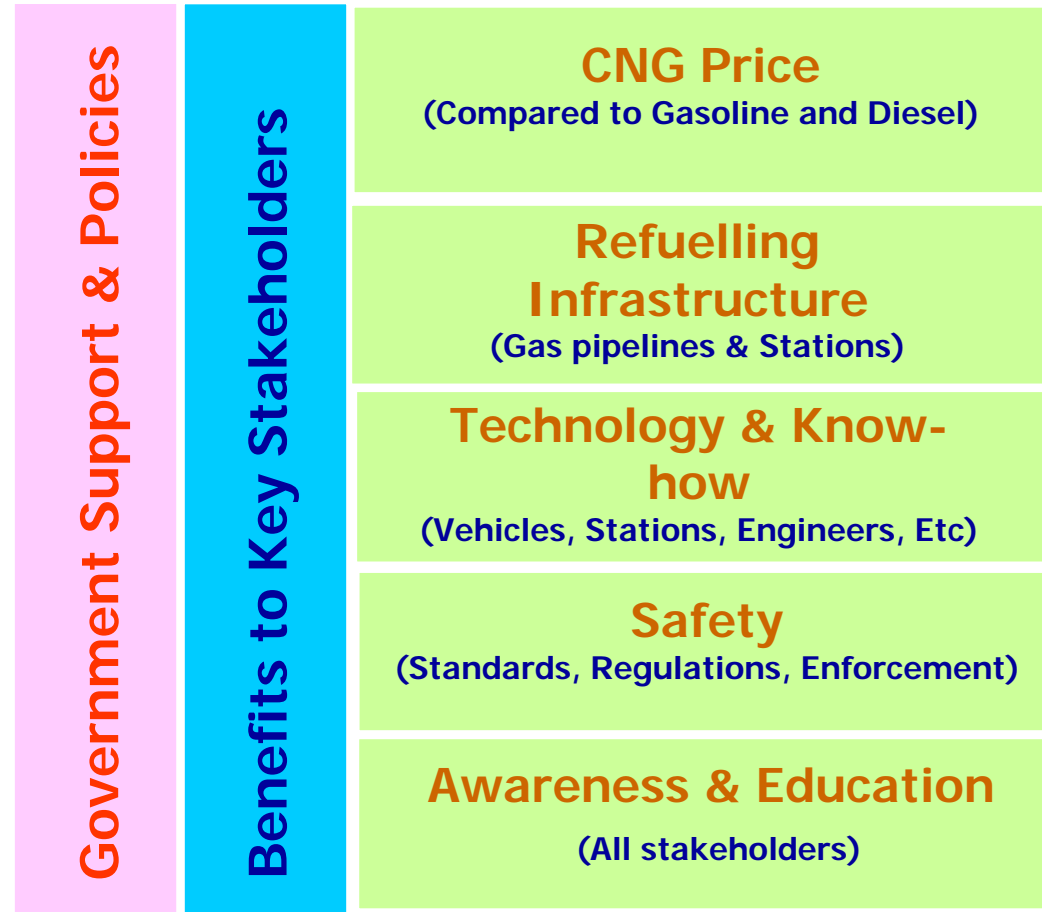 Government Support & Policies
Benefits to Key Stakeholders
CNG Price
(Compared to Gasoline and Diesel)
Refuelling
Infrastructure
(Gas pipelines & Stations)
Technology & Know-
how
(Vehicles, Stations, Engineers, Etc)
Safety
(Standards, Regulations, Enforcement)
Awareness & Education
(All stakeholders)